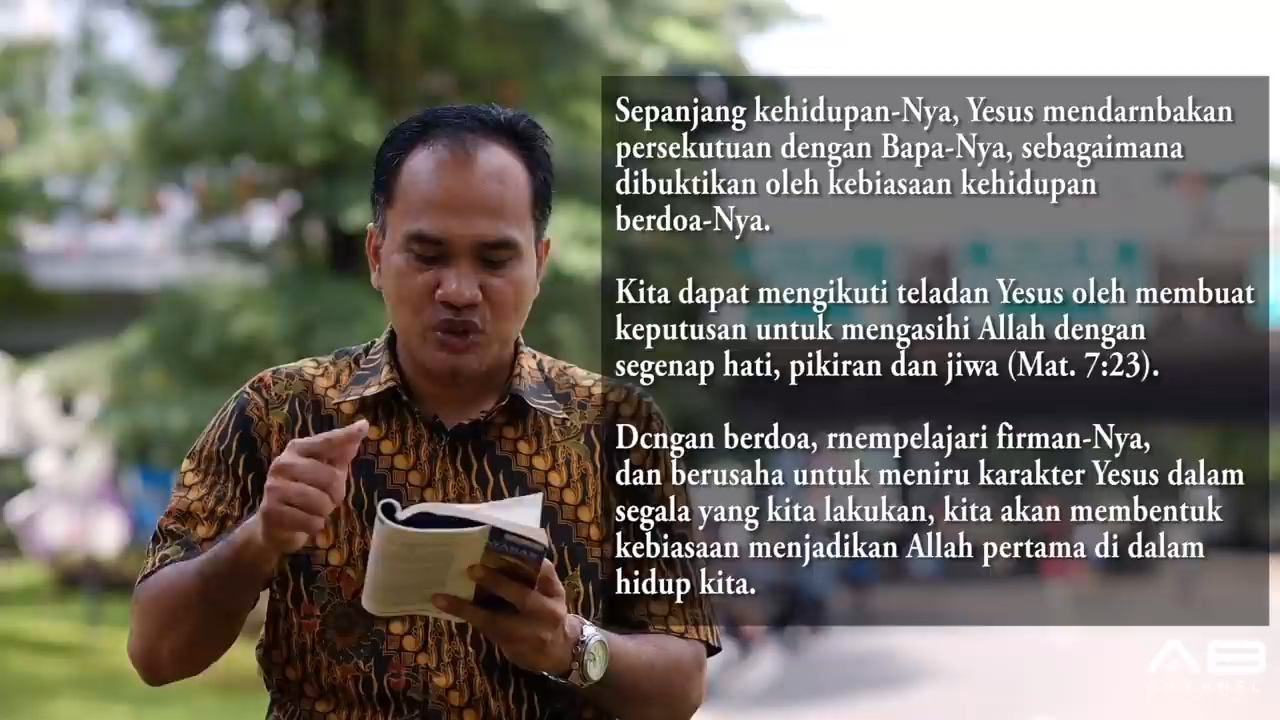 Sepanjang kehidupan-Nya, Yesus mendarnbakan
persekutuan dengan Bapa-Nya, sebagaimana
dibuktikan oleh kebiasaan kehidupan
berdoa-Nya.
Kita dapat mengikuti teladan Yesus oleh membuat
keputusan untuk mengasihi Allah dengan
segenap hati, pikiran dan jiwa (Mat. 7:23).
Dcngan berdoa, rnempelajari firman-Nya,
dan berusaha untuk meniru karakter Yesus dalam
segala yang kita lakukan, kita akan membentuk
kebiasaan menjadikan Allah pertama di dalam
hidup kita.
AB
CHANNEL